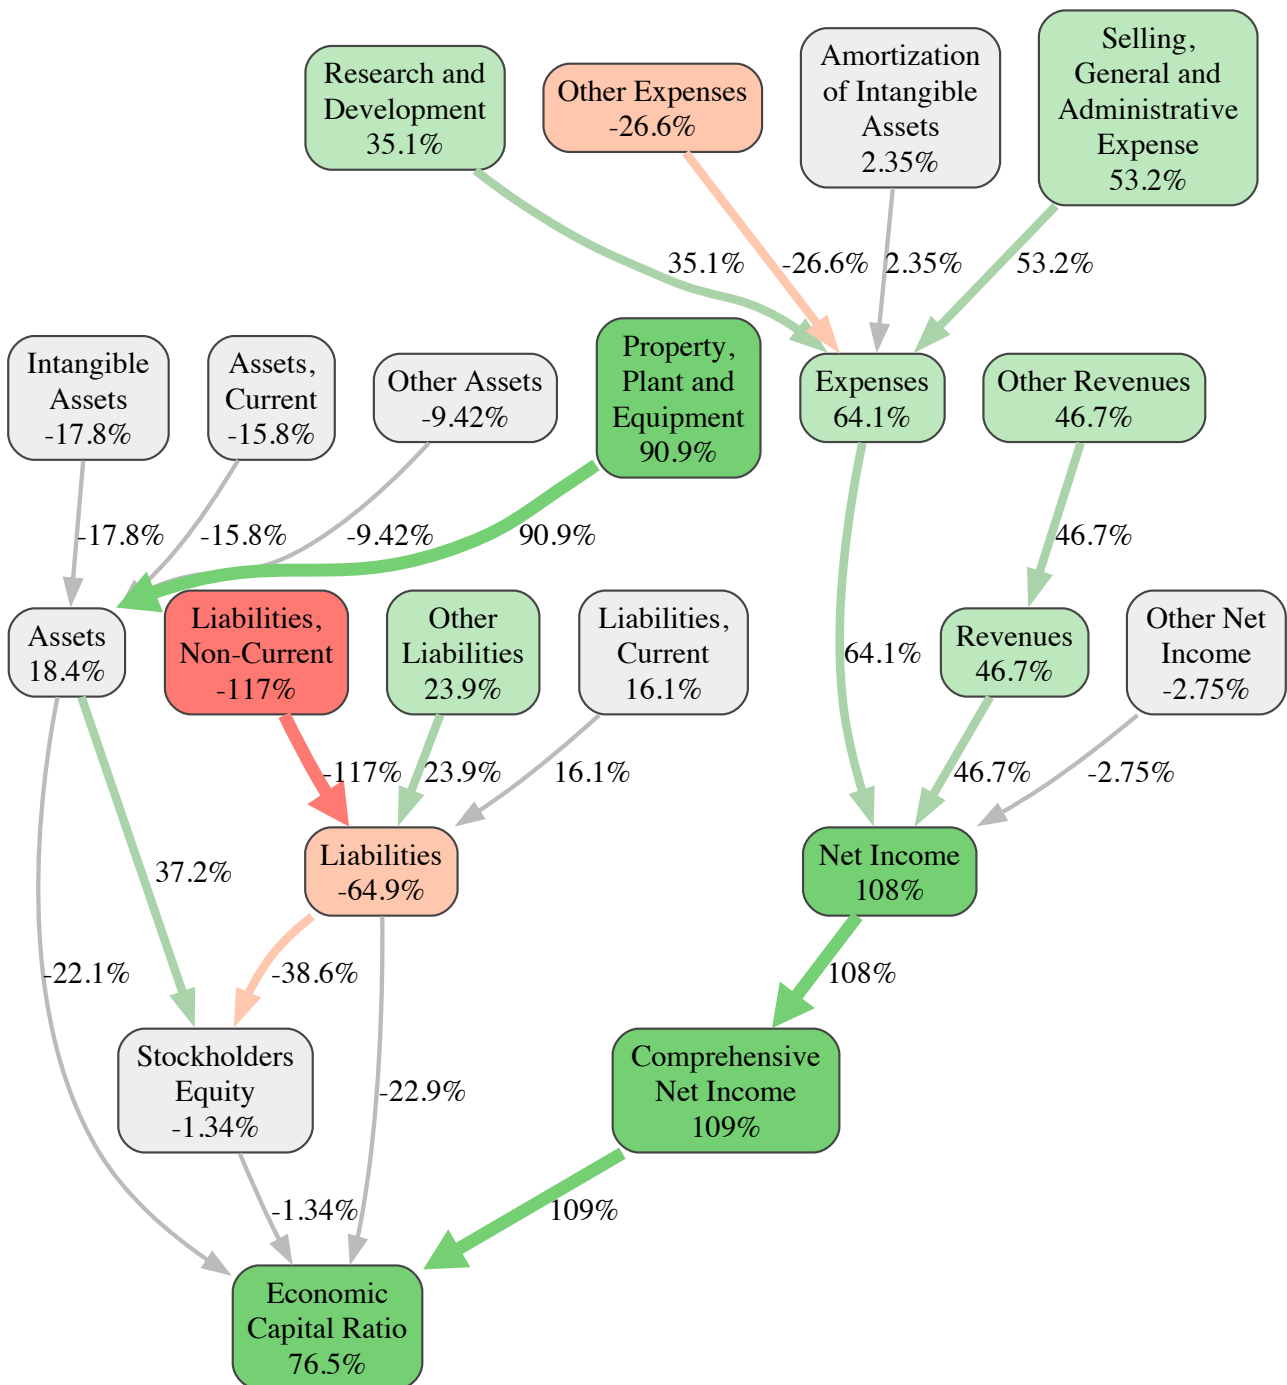 Research and
Development
35.1%
Other Expenses
-26.6%
Amortization
of Intangible
Assets
2.35%
Selling,
General and
Administrative
Expense
53.2%
35.1%
-26.6%
2.35%
53.2%
Intangible
Assets
-17.8%
Assets,
Current
-15.8%
Other Assets
-9.42%
Property,
Plant and
Equipment
90.9%
Expenses
64.1%
Other Revenues
46.7%
-17.8%
-15.8%
-9.42%
90.9%
46.7%
Assets
18.4%
Liabilities,
Non-Current
-117%
Other
Liabilities
23.9%
Liabilities,
Current
16.1%
64.1%
Revenues
46.7%
Other Net
Income
-2.75%
-117%
23.9%
16.1%
46.7%
-2.75%
37.2%
Liabilities
-64.9%
Net Income
108%
-22.1%
-38.6%
108%
Stockholders
Equity
-1.34%
-22.9%
Comprehensive
Net Income
109%
-1.34%
109%
Economic
Capital Ratio
76.5%